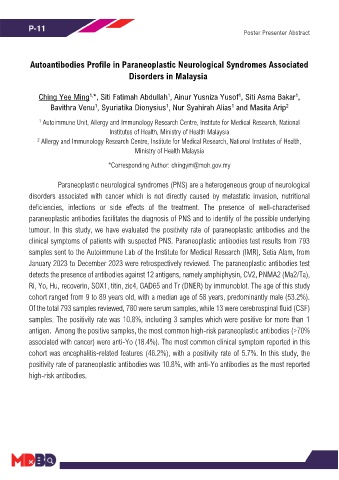 P-11
Poster Presenter Abstract
Autoantibodies Profile in Paraneoplastic Neurological Syndromes Associated
Disorders in Malaysia
Ching Yee Ming¹,*, Siti Fatimah Abdullah¹, Ainur Yusniza Yusof¹, Siti Asma Bakar¹,
Bavithra Venu¹, Syuriatika Dionysius¹, Nur Syahirah Alias¹ and Masita Arip²
¹ Autoimmune Unit, Allergy and Immunology Research Centre, Institute for Medical Research, National
Institutes of Health, Ministry of Health Malaysia
² Allergy and Immunology Research Centre, Institute for Medical Research, National Institutes of Health,
Ministry of Health Malaysia
*Corresponding Author: chingym@moh.gov.my
Paraneoplastic neurological syndromes (PNS) are a heterogeneous group of neurological
disorders associated with cancer which is not directly caused by metastatic invasion, nutritional
deficiencies, infections or side effects of the treatment. The presence of well-characterised
paraneoplastic antibodies facilitates the diagnosis of PNS and to identify of the possible underlying
tumour. In this study, we have evaluated the positivity rate of paraneoplastic antibodies and the
clinical symptoms of patients with suspected PNS. Paraneoplastic antibodies test results from 793
samples sent to the Autoimmune Lab of the Institute for Medical Research (IMR), Setia Alam, from
January 2023 to December 2023 were retrospectively reviewed. The paraneoplastic antibodies test
detects the presence of antibodies against 12 antigens, namely amphiphysin, CV2, PNMA2 (Ma2/Ta),
Ri, Yo, Hu, recoverin, SOX1, titin, zic4, GAD65 and Tr (DNER) by immunoblot. The age of this study
cohort ranged from 9 to 89 years old, with a median age of 58 years, predominantly male (53.2%).
Of the total 793 samples reviewed, 780 were serum samples, while 13 were cerebrospinal fluid (CSF)
samples. The positivity rate was 10.8%, including 3 samples which were positive for more than 1
antigen. Among the positive samples, the most common high-risk paraneoplastic antibodies (>70%
associated with cancer) were anti-Yo (18.4%). The most common clinical symptom reported in this
cohort was encephalitis-related features (46.2%), with a positivity rate of 5.7%. In this study, the
positivity rate of paraneoplastic antibodies was 10.8%, with anti-Yo antibodies as the most reported
high-risk antibodies.